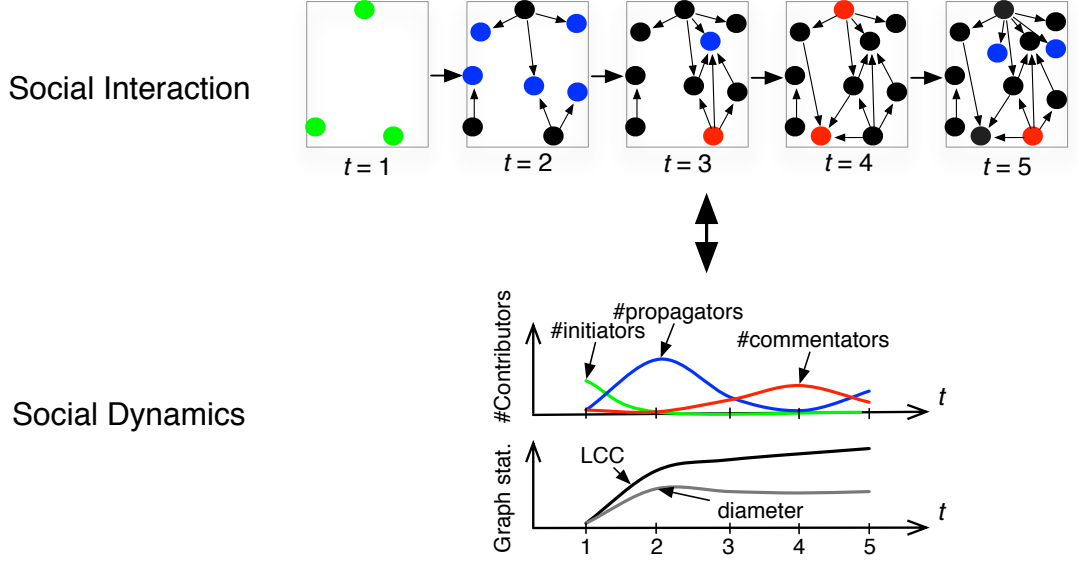 Social Interaction
t = 1
t = 2
t = 3
t = 4
t = 5
Social Dynamics
#Contributors
#initiators
#propagators
#commentators
t
Graph stat.
LCC
diameter
t
1
2
3
4
5